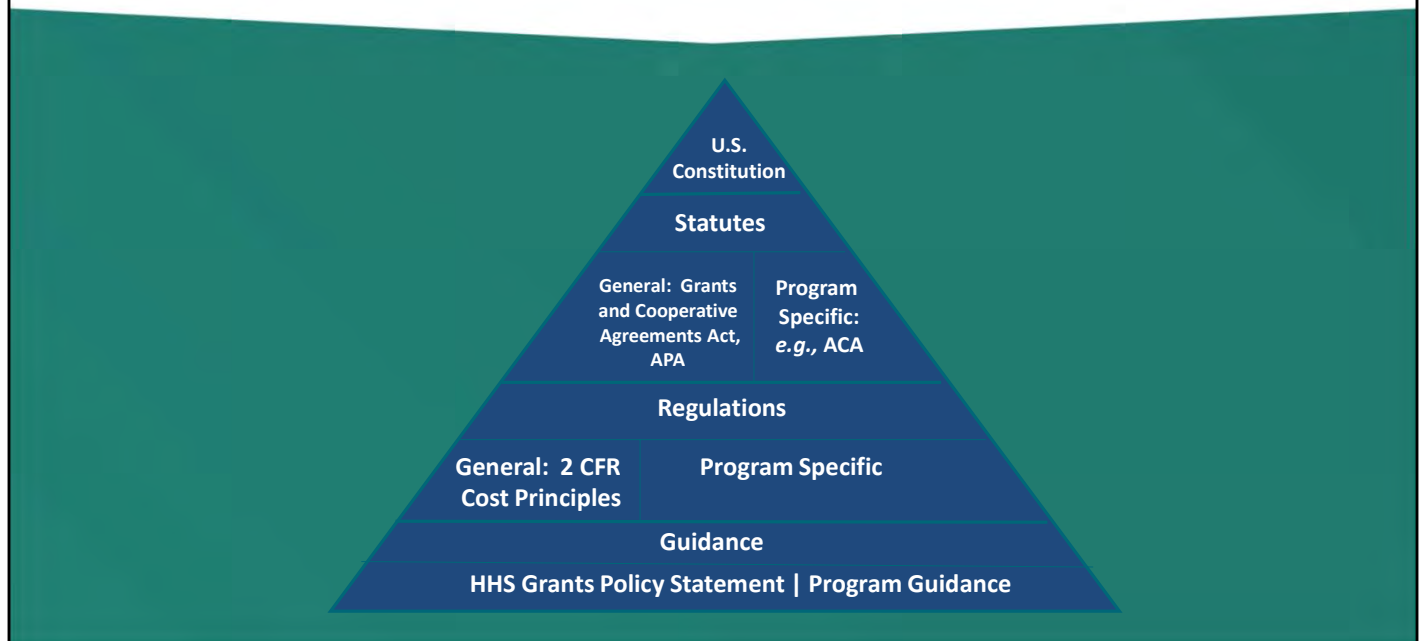 U.S.
Constitution
Statutes
General: Grants
and Cooperative
Agreements Act,
APA
Program
Specific:
e.g., ACA
Regulations
General: 2 CFR
Cost Principles
Program Specific
Guidance
HHS Grants Policy Statement | Program Guidance